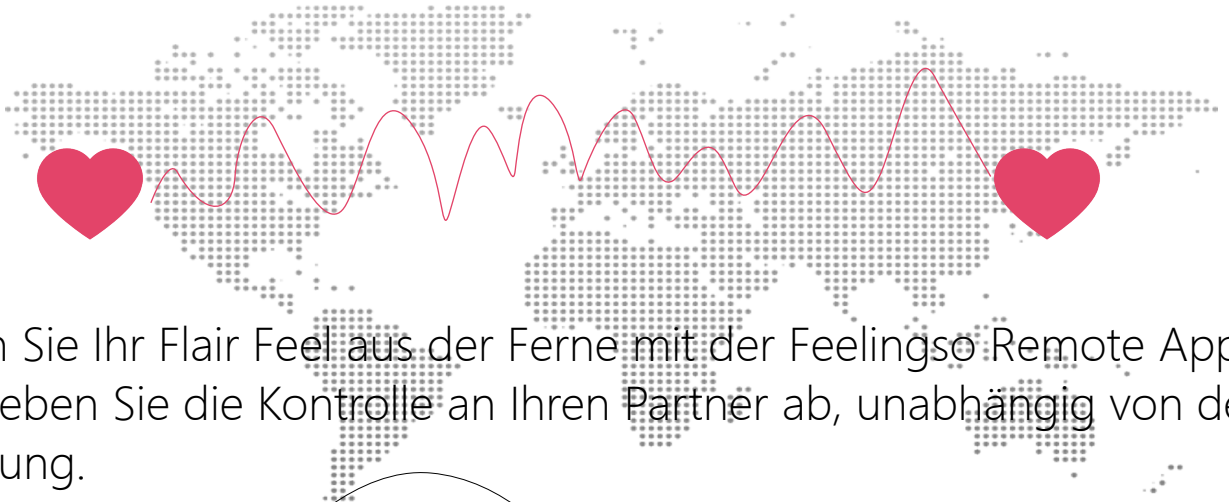 n Sie Ihr Flair Feel aus der Ferne mit der Feelingso Remote App
eben Sie die Kontrolle an Ihren Partner ab, unabhängig von de
ung.